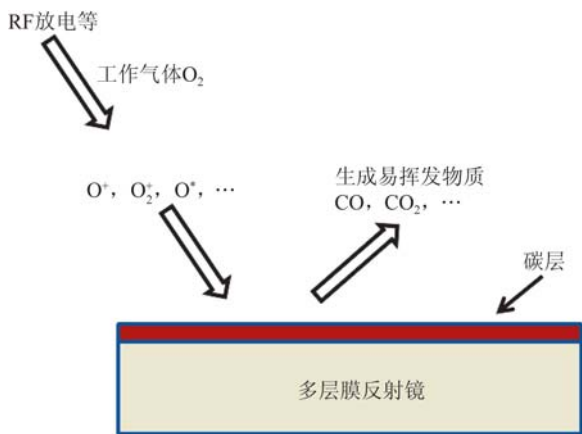 RF放电等
工作气体O₂
O⁺，O₂⁺，O*，…
生成易挥发物质
CO，CO₂，…
碳层
多层膜反射镜